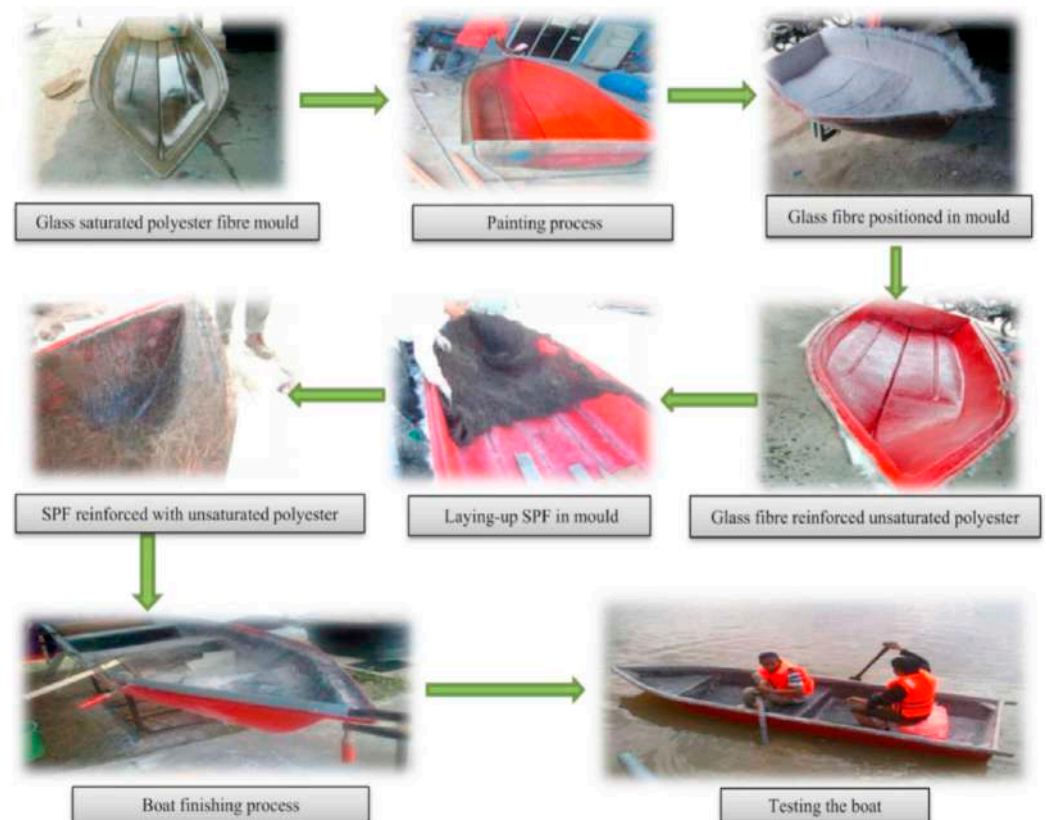 Glass saturated polyester fibre mould
Painting process
Glass fibre positioned in mould
Glass fibre reinforced unsaturated polyester
Laying-up SPF in mould
SPF reinforced with unsaturated polyester
Boat finishing process
Testing the boat